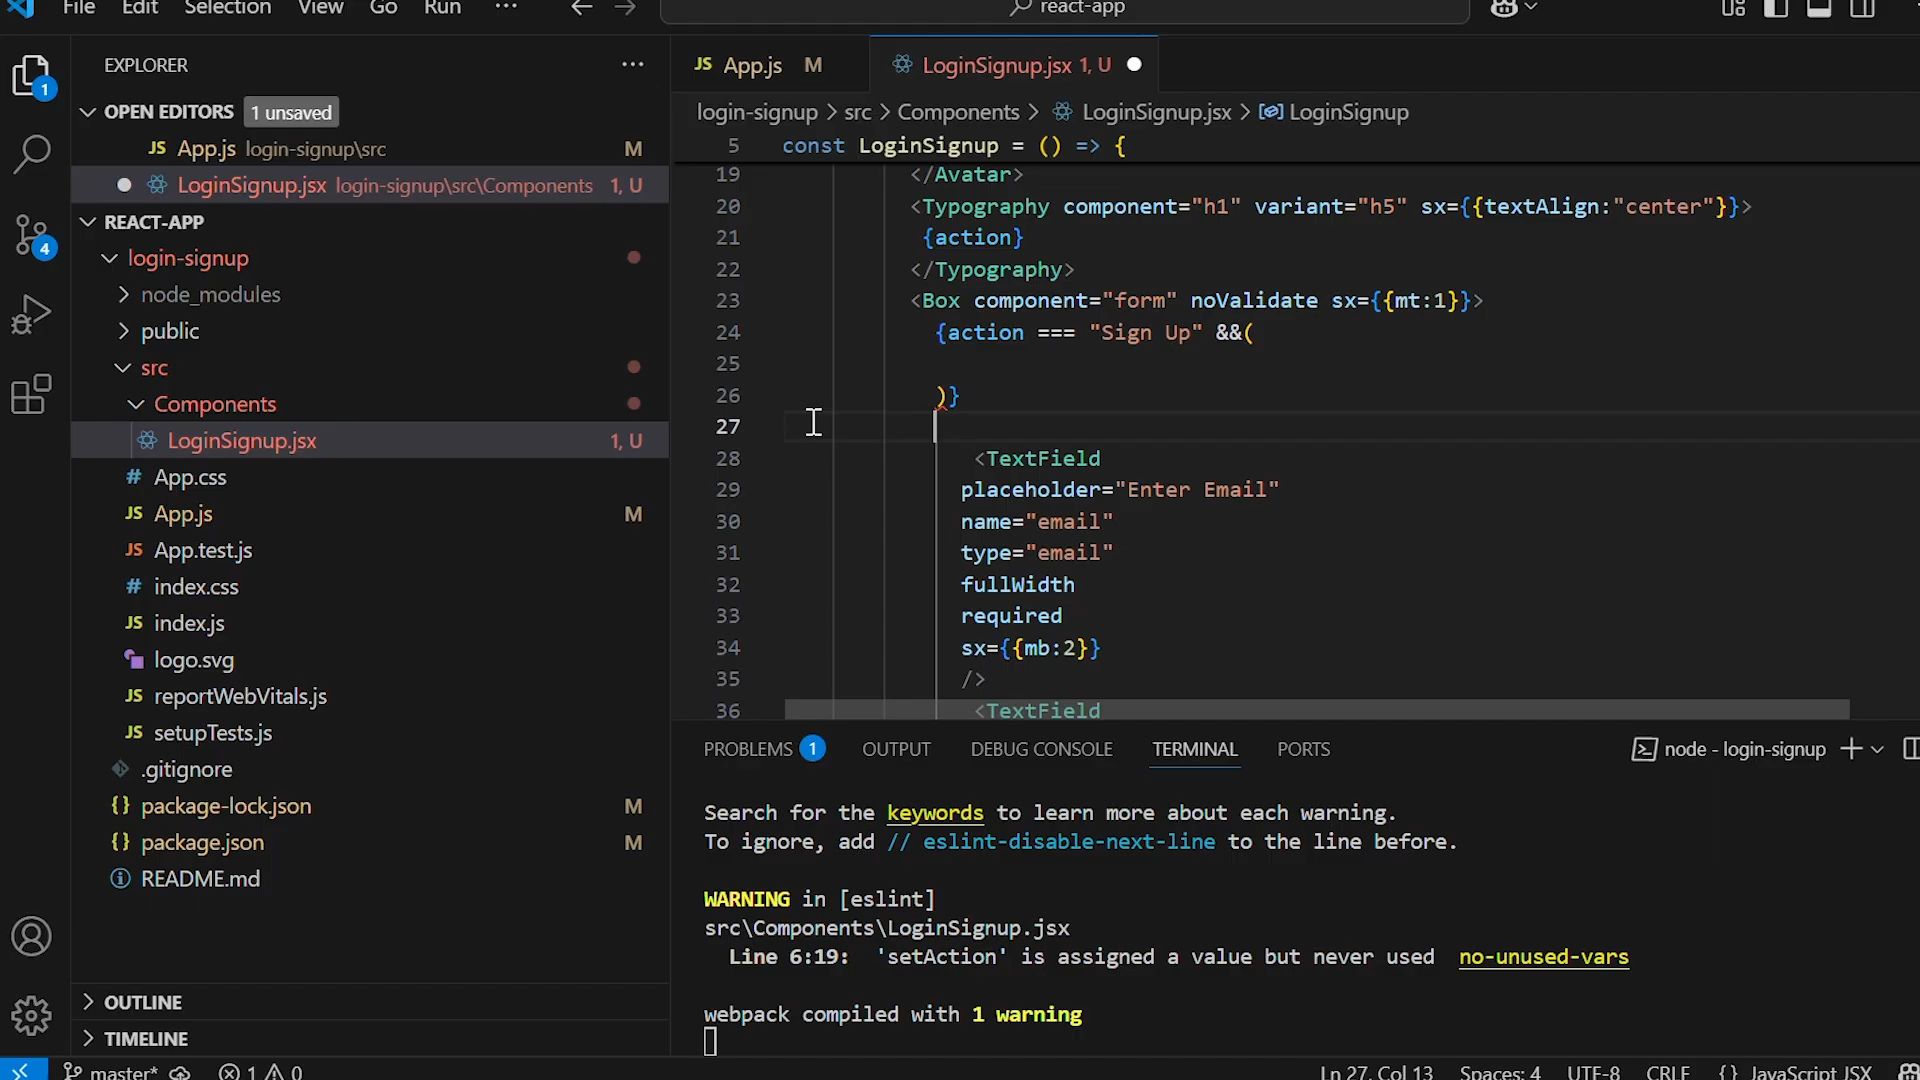 File Edit Selection View Go Run ··· react-app
EXPLORER ···
OPEN EDITORS 1 unsaved
JS App.js login-signup\src M
LoginSignup.jsx login-signup\src\Components 1, U
REACT-APP
login-signup
node_modules
public
src
Components
LoginSignup.jsx 1, U
# App.css
JS App.js M
JS App.test.js
# index.css
JS index.js
logo.svg
JS reportWebVitals.js
JS setupTests.js
.gitignore
{} package-lock.json M
{} package.json M
README.md
OUTLINE
TIMELINE
1
4
JS App.js M LoginSignup.jsx 1, U
login-signup > src > Components > LoginSignup.jsx > LoginSignup
5 const LoginSignup = () => {
19 </Avatar>
20 <Typography component="h1" variant="h5" sx={{textAlign:"center"}}>
21 {action}
22 </Typography>
23 <Box component="form" noValidate sx={{mt:1}}>
24 {action === "Sign Up" &&(
25
26 )}
27
28 <TextField
29 placeholder="Enter Email"
30 name="email"
31 type="email"
32 fullWidth
33 required
34 sx={{mb:2}}
35 />
36 <TextField
PROBLEMS 1 OUTPUT DEBUG CONSOLE TERMINAL PORTS node - login-signup
Search for the keywords to learn more about each warning.
To ignore, add // eslint-disable-next-line to the line before.
WARNING in [eslint]
src\Components\LoginSignup.jsx
Line 6:19: 'setAction' is assigned a value but never used no-unused-vars
webpack compiled with 1 warning
master* 1 0 Ln 27, Col 13 Spaces: 4 UTF-8 CRLF {} JavaScript JSX